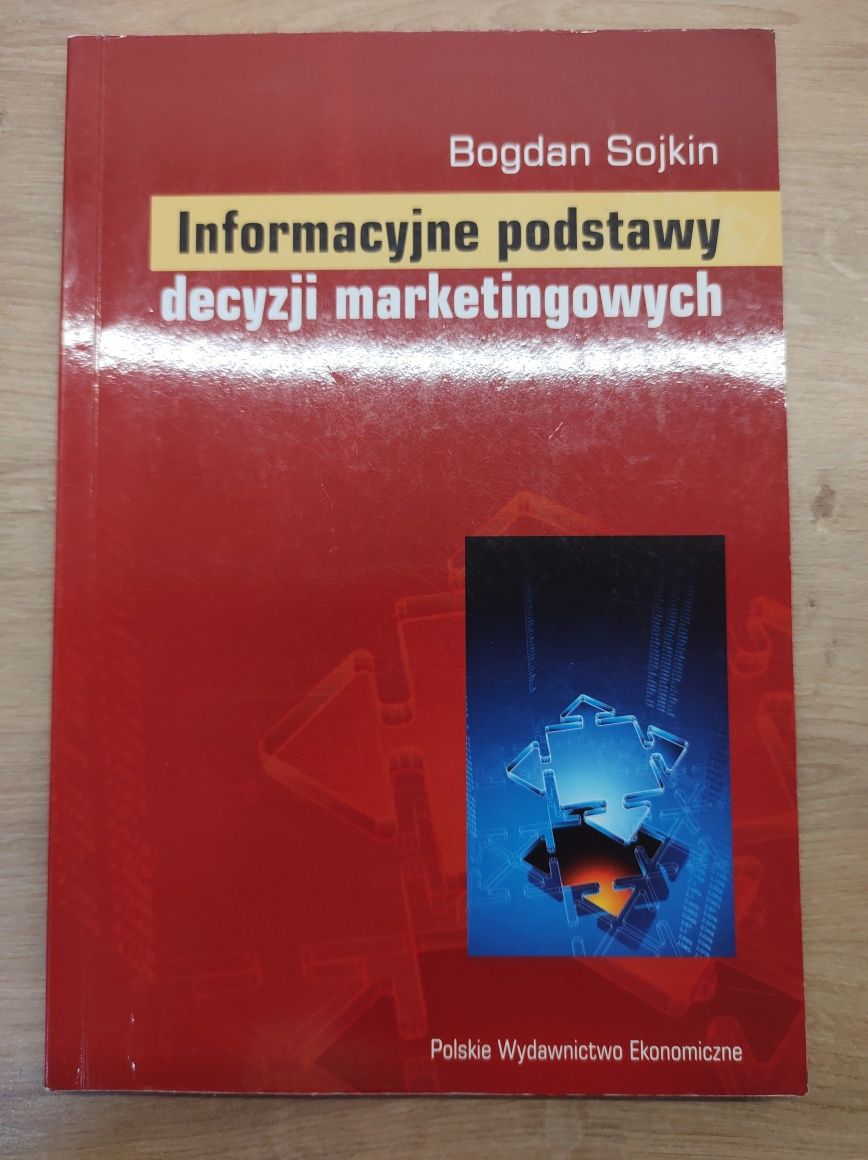 Bogdan Sojkin
Informacyjne podstawy
decyzji marketingowych
Polskie Wydawnictwo Ekonomiczne